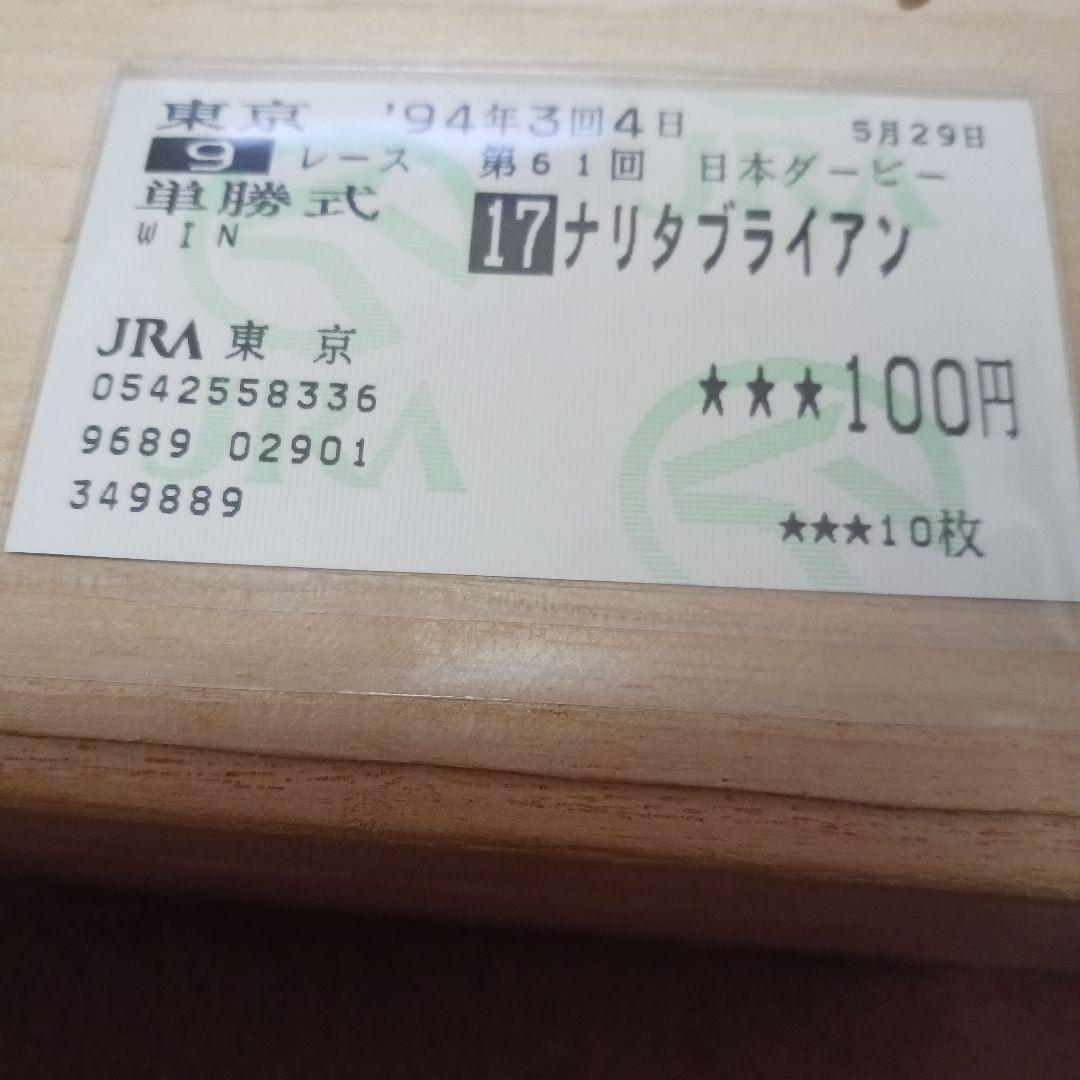 東京 '94年3回4日 5月29日
9 レース 第61回 日本ダービー
単勝式 17 ナリタブライアン
WIN
JRA 東京
0542558336 ★★★100円
9689 02901
349889 ★★★10枚
JRA
JRA